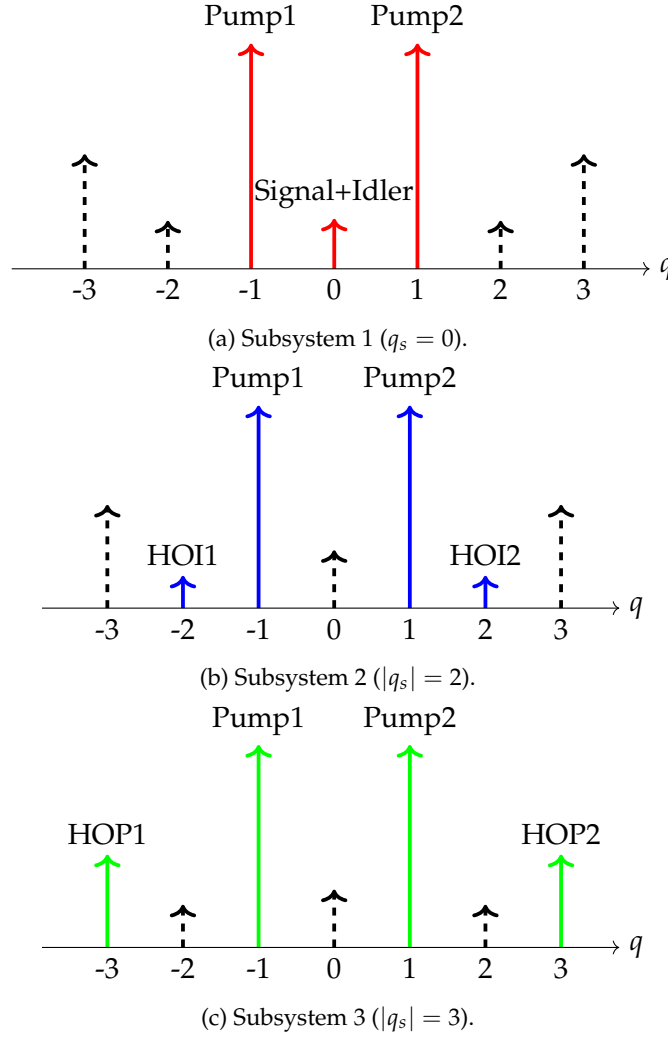 Pump1 Pump2
Signal+Idler
-3 -2 -1 0 1 2 3 q
(a) Subsystem 1 (q_s = 0).
Pump1 Pump2
HOI1 HOI2
-3 -2 -1 0 1 2 3 q
(b) Subsystem 2 (|q_s| = 2).
Pump1 Pump2
HOP1 HOP2
-3 -2 -1 0 1 2 3 q
(c) Subsystem 3 (|q_s| = 3).